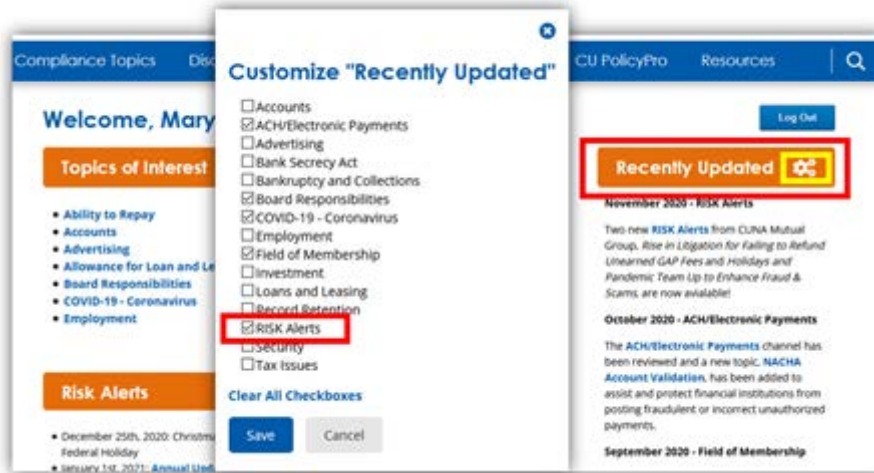 Compliance Topics
CU PolicyPro
Resources
Welcome, Mary
Topics of Interest
• Ability to Repay
• Accounts
• Advertising
• Allowance for Loan and
• Board Responsibilities
• COVID-19 - Coronavirus
• Employment
Risk Alerts
• December 25th, 2020:
Federal Holiday
• January 1st, 2021: Annual
Customize "Recently Updated"
Accounts
ACH/Electronic Payments
Advertising
Bank Secrecy Act
Bankruptcy and Collections
Board Responsibilities
COVID-19 - Coronavirus
Employment
Field of Membership
Investment
Loans and Leasing
Record Retention
RISK Alerts
Security
Tax Issues
Clear All Checkboxes
Save
Cancel
Log Out
Recently Updated
November 2020 - RISK Alerts
Two new RISK Alerts from CUNA Mutual
Group, Rise in Litigation for Failing to Refund
Unearned GAP Fees and Holidays and
Pandemic Team Up to Enhance Fraud &
Scams, are now available!
October 2020 - ACH/Electronic Payments
The ACH/Electronic Payments channel has
been reviewed and a new topic, NACHA
Account Validation, has been added to
assist and protect financial institutions from
posting fraudulent or incorrect unauthorized
payments.
September 2020 - Field of Membership